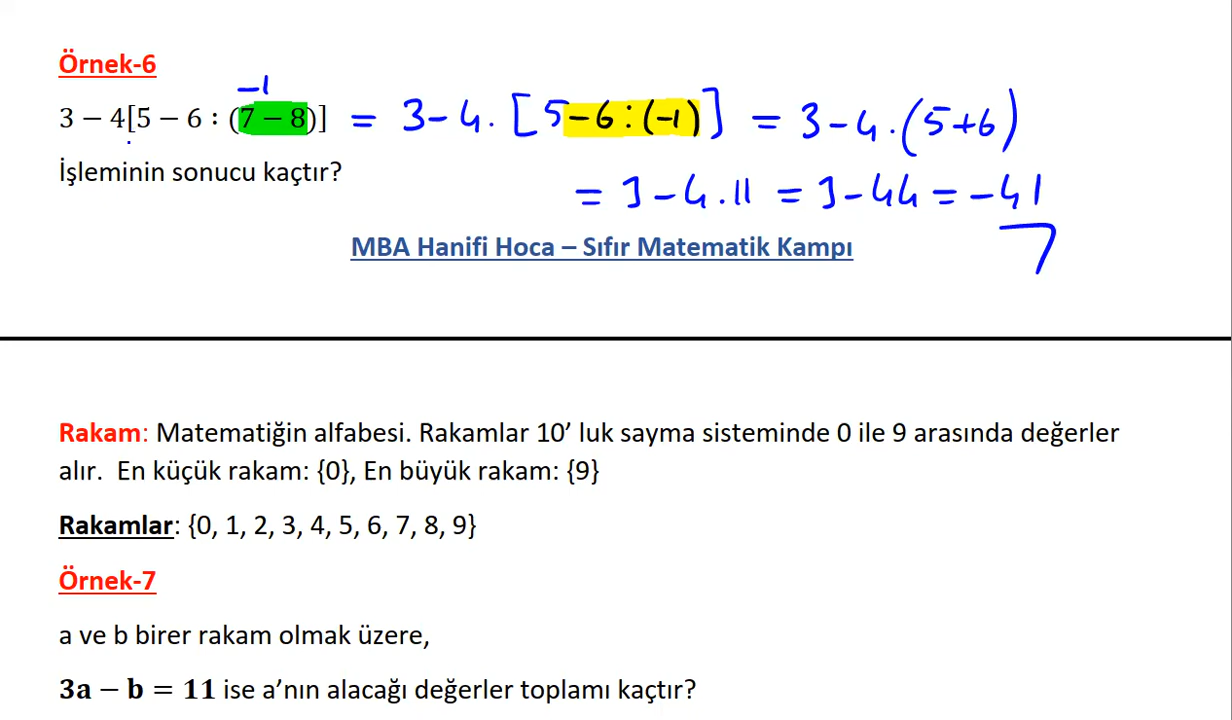 Örnek-6
-1
3 − 4[5 − 6 : (7 − 8)] = 3-4.[5-6:(-1)] = 3-4.(5+6)
İşleminin sonucu kaçtır? = 3-4.11 = 3-44 = -41
MBA Hanifi Hoca – Sıfır Matematik Kampı
Rakam: Matematiğin alfabesi. Rakamlar 10’ luk sayma sisteminde 0 ile 9 arasında değerler
alır. En küçük rakam: {0}, En büyük rakam: {9}
Rakamlar: {0, 1, 2, 3, 4, 5, 6, 7, 8, 9}
Örnek-7
a ve b birer rakam olmak üzere,
3a − b = 11 ise a’nın alacağı değerler toplamı kaçtır?